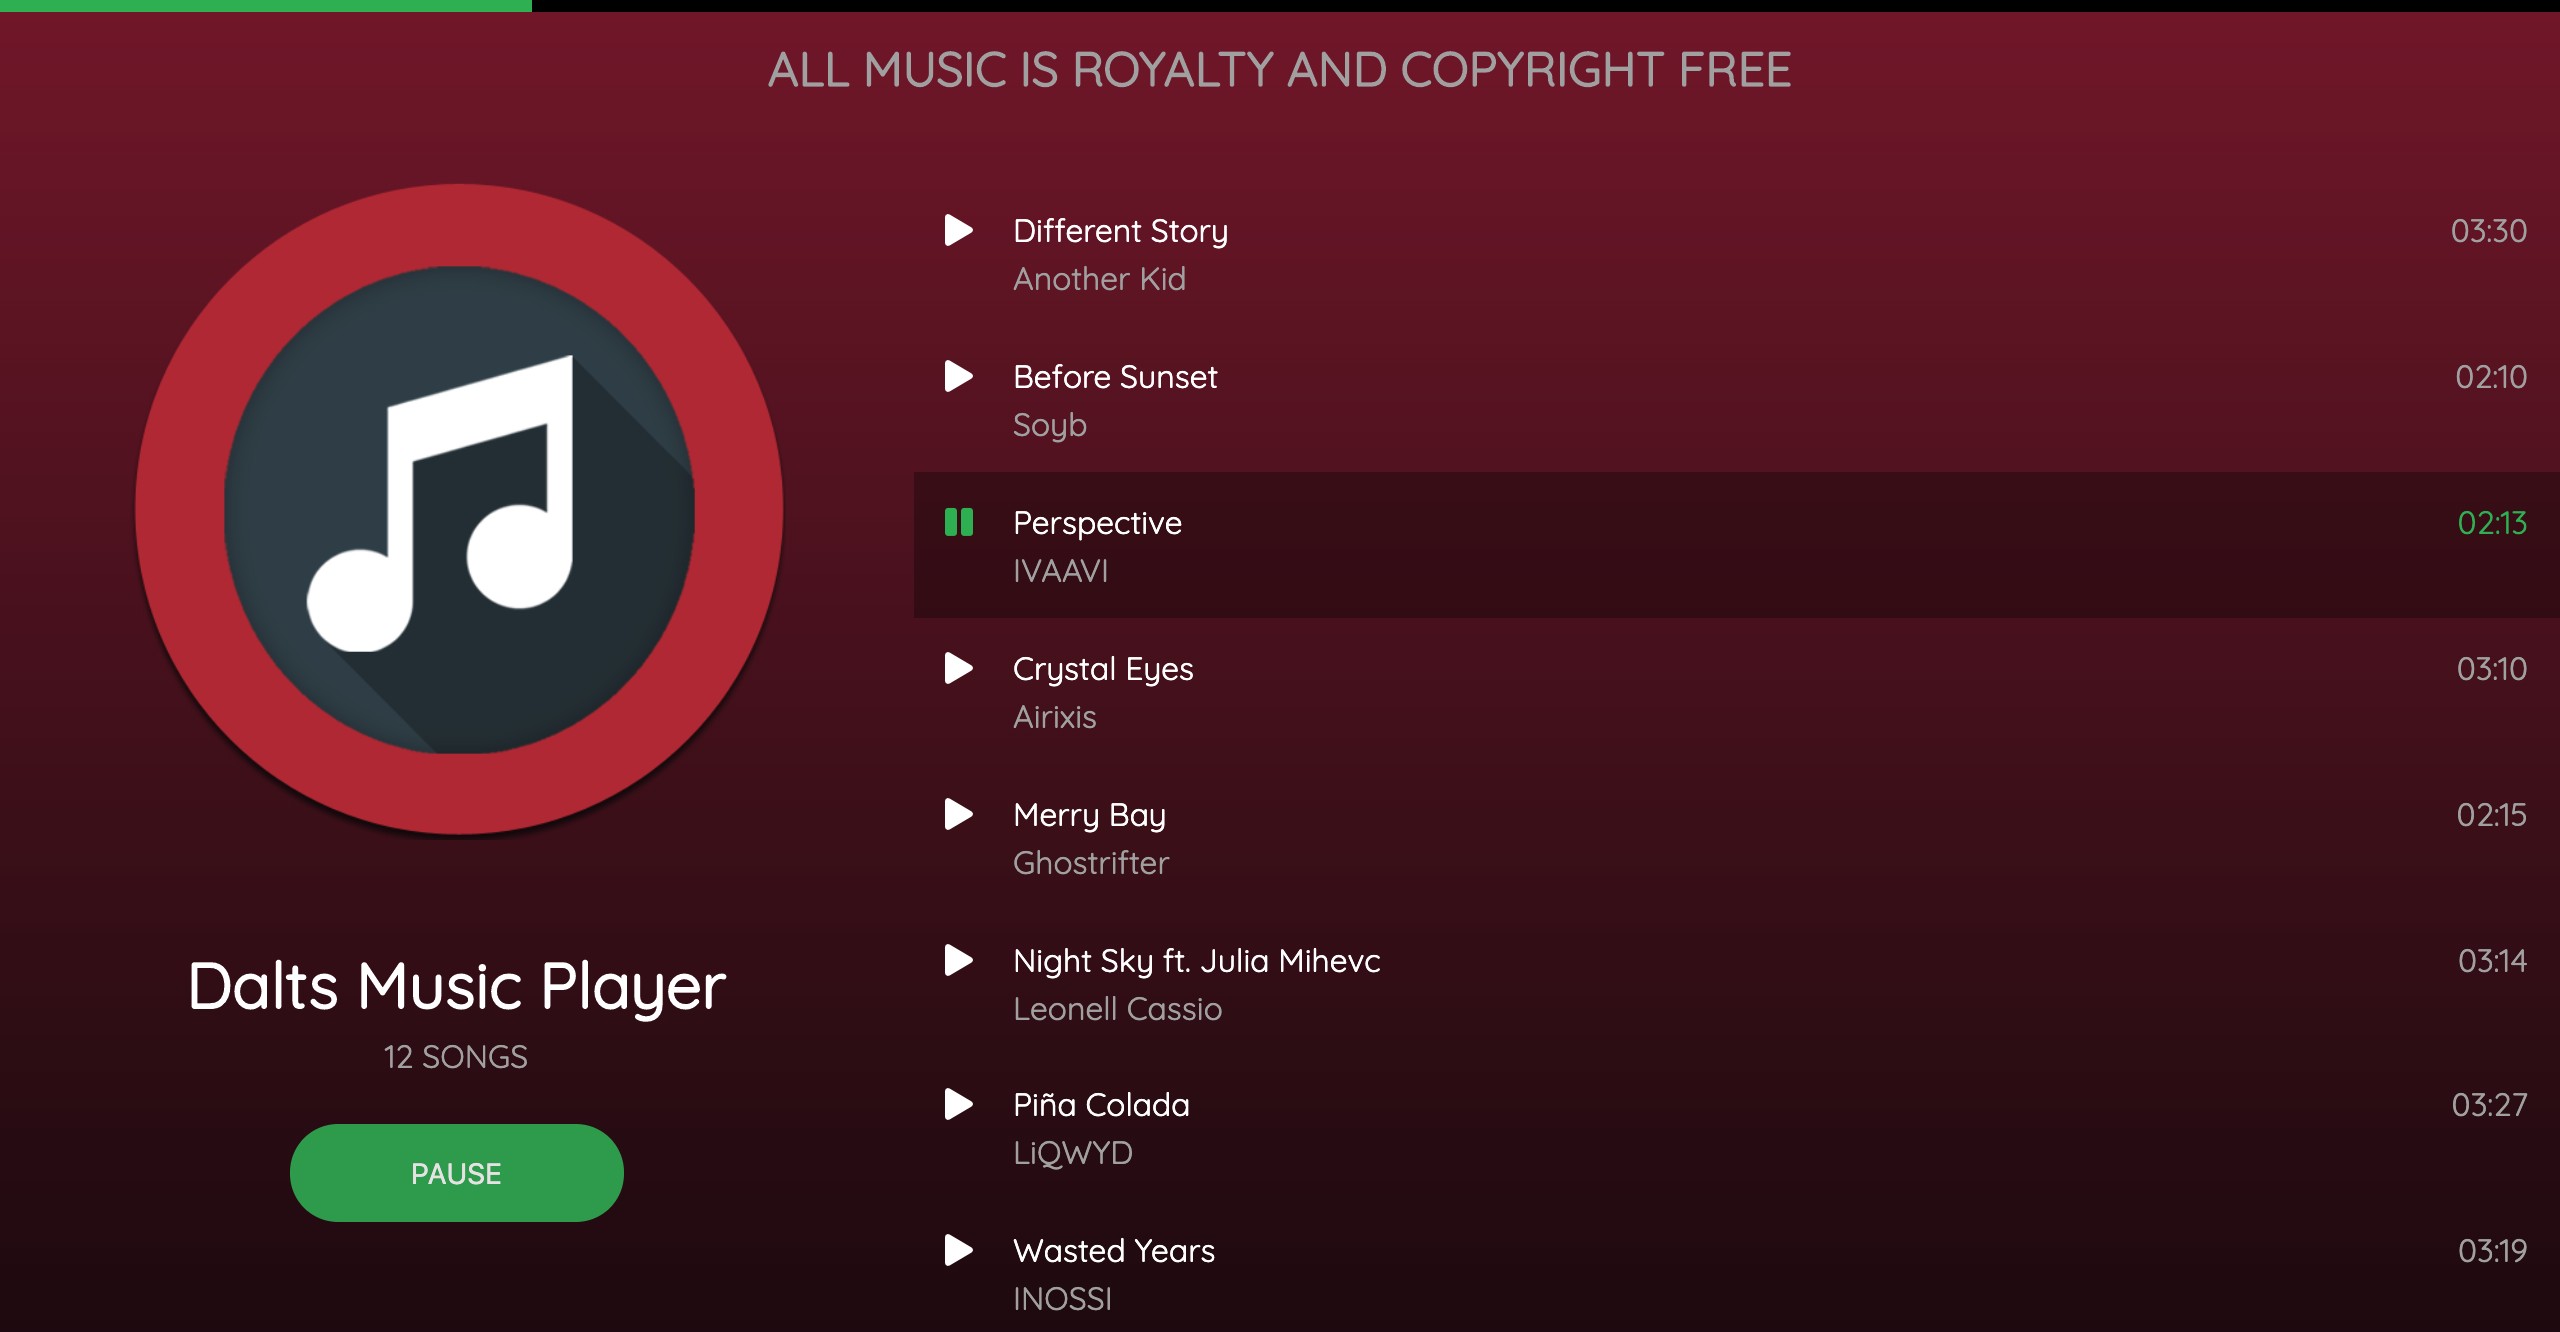 ALL MUSIC IS ROYALTY AND COPYRIGHT FREE
Dalts Music Player
12 SONGS
PAUSE
Different Story 03:30
Another Kid
Before Sunset 02:10
Soyb
Perspective 02:13
IVAAVI
Crystal Eyes 03:10
Airixis
Merry Bay 02:15
Ghostrifter
Night Sky ft. Julia Mihevc 03:14
Leonell Cassio
Piña Colada 03:27
LiQWYD
Wasted Years 03:19
INOSSI